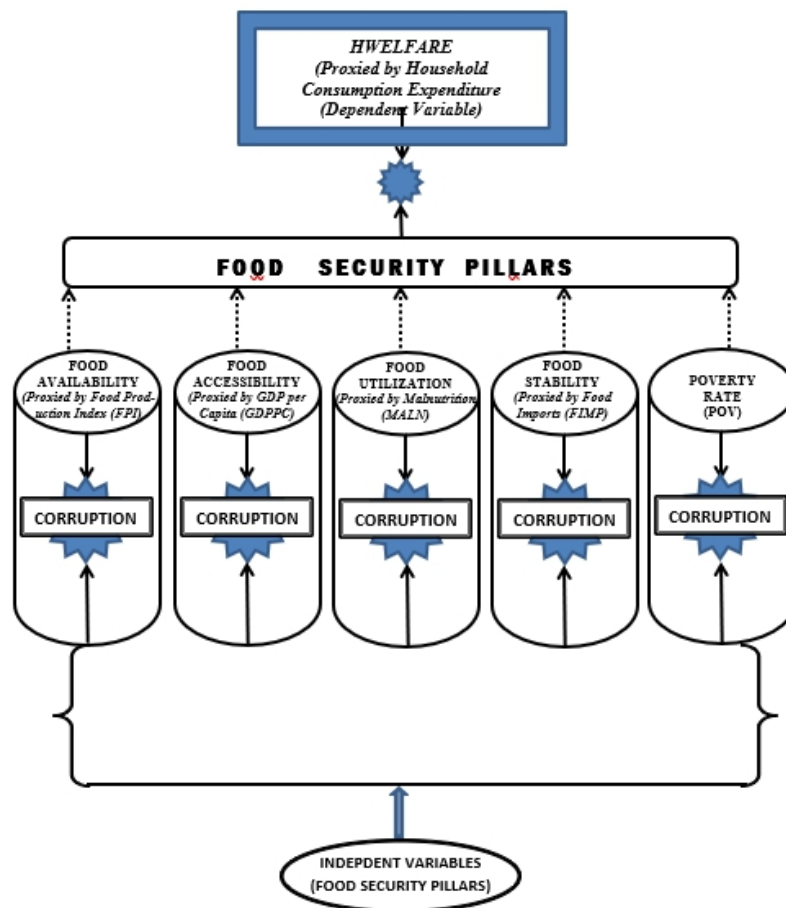 HWELFARE
(Proxied by Household
Consumption Expenditure
(Dependent Variable)
FOOD SECURITY PILLARS
FOOD
AVAILABILITY
(Proxied by Food Prod-
uction Index (FPI)
FOOD
ACCESSIBILITY
(Proxied by GDP per
Capita (GDPPC)
FOOD
UTILIZATION
(Proxied by Malnutrition)
(MALN)
FOOD
STABILITY
(Proxied by Food
Imports (FIMP)
POVERTY
RATE
(POV)
CORRUPTION
CORRUPTION
CORRUPTION
CORRUPTION
CORRUPTION
INDEPDENT VARIABLES
(FOOD SECURITY PILLARS)